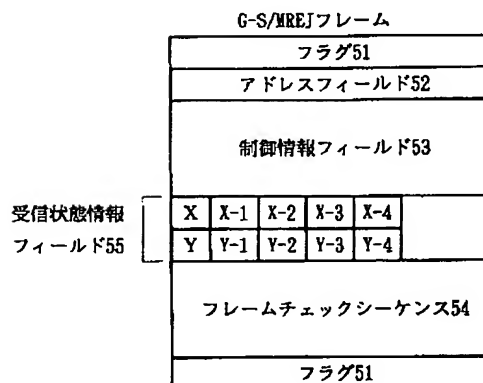 G-S/MREJフレーム
フラグ51
アドレスフィールド52
制御情報フィールド53
受信状態情報 X X-1 X-2 X-3 X-4
フィールド55 Y Y-1 Y-2 Y-3 Y-4
フレームチェックシーケンス54
フラグ51